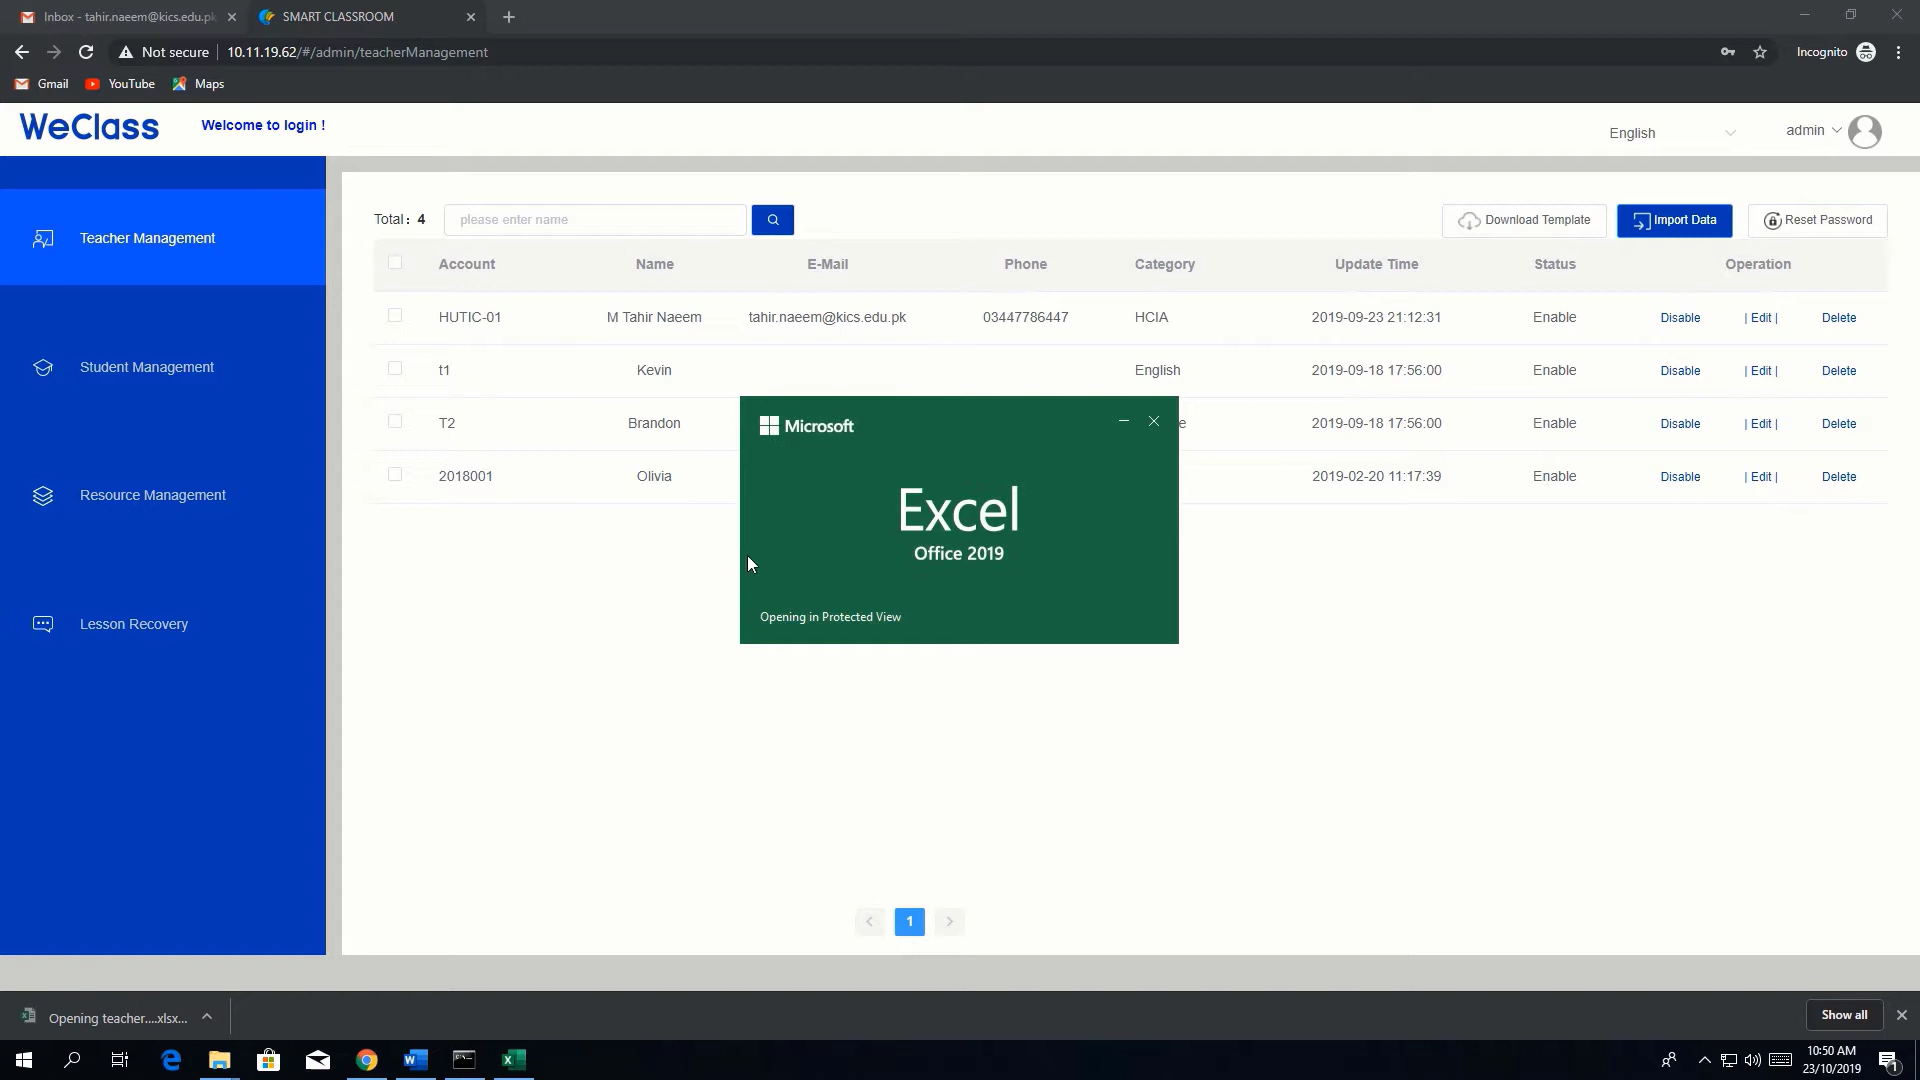 Inbox - tahir.naeem@kics.edu.pk
SMART CLASSROOM
Not secure
10.11.19.62/#/admin/teacherManagement
Incognito
Gmail
YouTube
Maps
WeClass
Welcome to login !
English
admin
Teacher Management
Student Management
Resource Management
Lesson Recovery
Total: 4
please enter name
Download Template
Import Data
Reset Password
Account Name E-Mail Phone Category Update Time Status Operation
HUTIC-01 M Tahir Naeem tahir.naeem@kics.edu.pk 03447786447 HCIA 2019-09-23 21:12:31 Enable Disable | Edit | Delete
t1 Kevin English 2019-09-18 17:56:00 Enable Disable | Edit | Delete
T2 Brandon e 2019-09-18 17:56:00 Enable Disable | Edit | Delete
2018001 Olivia 2019-02-20 11:17:39 Enable Disable | Edit | Delete
Microsoft
Excel
Office 2019
Opening in Protected View
1
Opening teacher....xlsx...
Show all
10:50 AM
23/10/2019
1